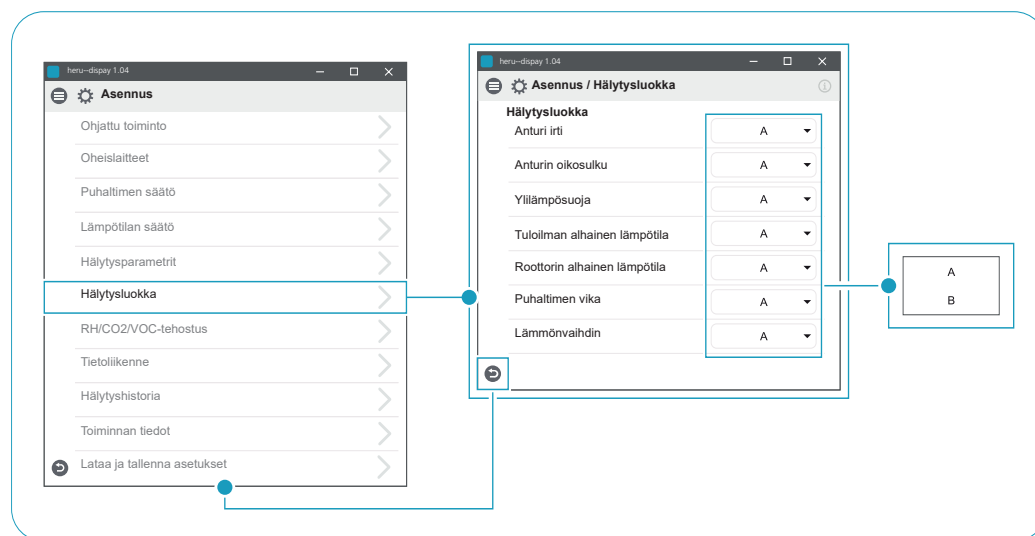 heru–dispay 1.04
Asennus
Ohjattu toiminto
Oheislaitteet
Puhaltimen säätö
Lämpötilan säätö
Hälytysparametrit
Hälytysluokka
RH/CO2/VOC-tehostus
Tietoliikenne
Hälytyshistoria
Toiminnan tiedot
Lataa ja tallenna asetukset
heru–dispay 1.04
Asennus / Hälytysluokka
Hälytysluokka
Anturi irti A
Anturin oikosulku A
Ylilämpösuoja A
Tuloilman alhainen lämpötila A
Roottorin alhainen lämpötila A
Puhaltimen vika A
Lämmönvaihdin A
A
B